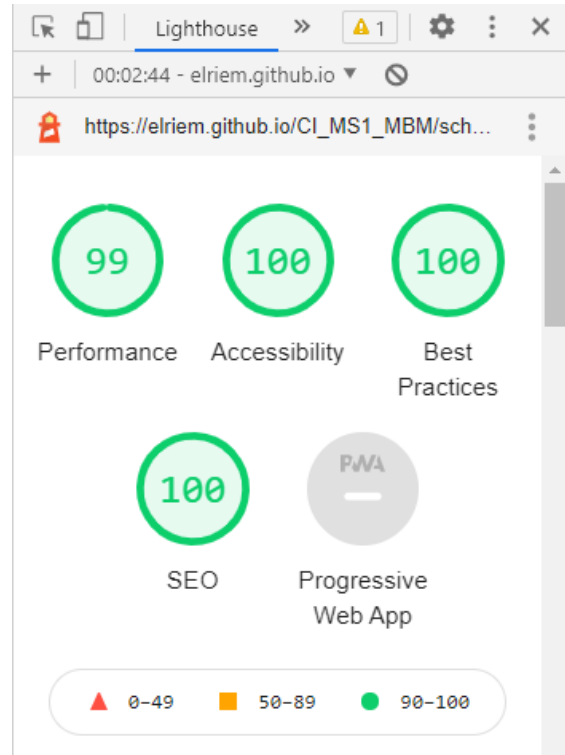 Lighthouse » 1
00:02:44 - elriem.github.io
https://elriem.github.io/CI_MS1_MBM/sch…
99 100 100
Performance Accessibility Best
Practices
100 PWA
SEO Progressive
Web App
0–49 50–89 90–100